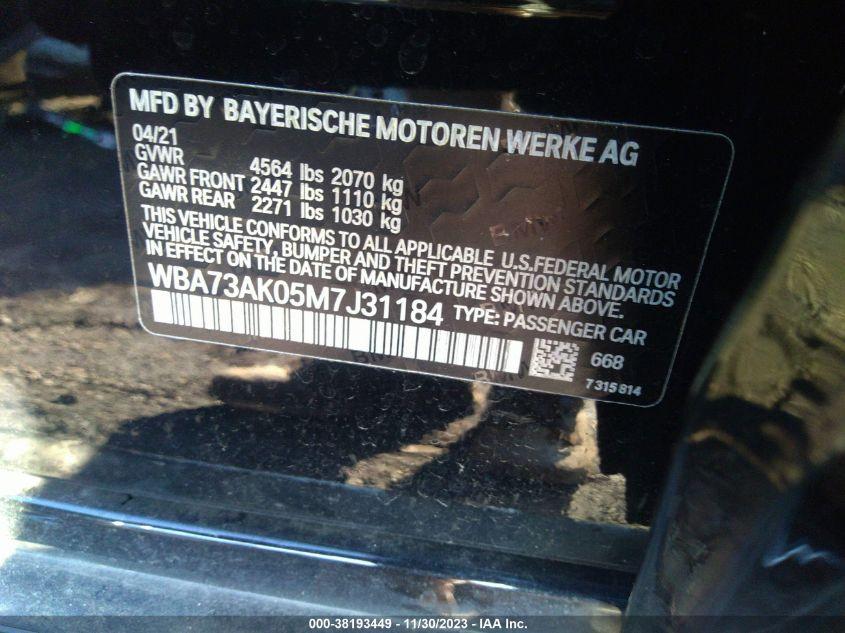 MFD BY BAYERISCHE MOTOREN WERKE AG
04/21
GVWR 4564 lbs 2070 kg
GAWR FRONT 2447 lbs 1110 kg
GAWR REAR 2271 lbs 1030 kg
THIS VEHICLE CONFORMS TO ALL APPLICABLE U.S.FEDERAL MOTOR
VEHICLE SAFETY, BUMPER AND THEFT PREVENTION STANDARDS
IN EFFECT ON THE DATE OF MANUFACTURE SHOWN ABOVE.
WBA73AK05M7J31184 TYPE: PASSENGER CAR
668
7 315 814
000-38193449 - 11/30/2023 - IAA Inc.